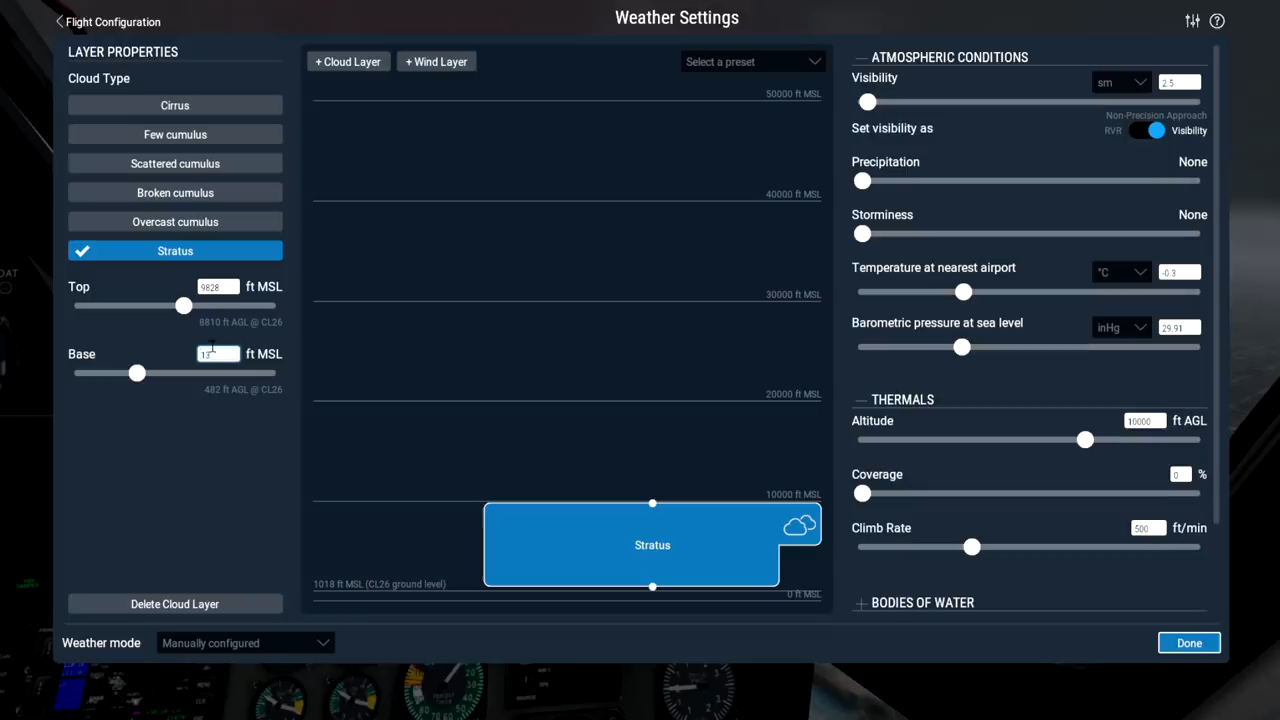 Flight Configuration
Weather Settings
LAYER PROPERTIES
Cloud Type
Cirrus
Few cumulus
Scattered cumulus
Broken cumulus
Overcast cumulus
Stratus
Top 9828 ft MSL
8810 ft AGL @ CL26
Base 13 ft MSL
482 ft AGL @ CL26
Delete Cloud Layer
+ Cloud Layer
+ Wind Layer
Select a preset
50000 ft MSL
40000 ft MSL
30000 ft MSL
20000 ft MSL
10000 ft MSL
Stratus
1018 ft MSL (CL26 ground level)
0 ft MSL
ATMOSPHERIC CONDITIONS
Visibility sm 2.5
Non-Precision Approach
Set visibility as RVR Visibility
Precipitation None
Storminess None
Temperature at nearest airport °C -0.3
Barometric pressure at sea level inHg 29.91
THERMALS
Altitude 10000 ft AGL
Coverage 0 %
Climb Rate 500 ft/min
BODIES OF WATER
Weather mode Manually configured
Done